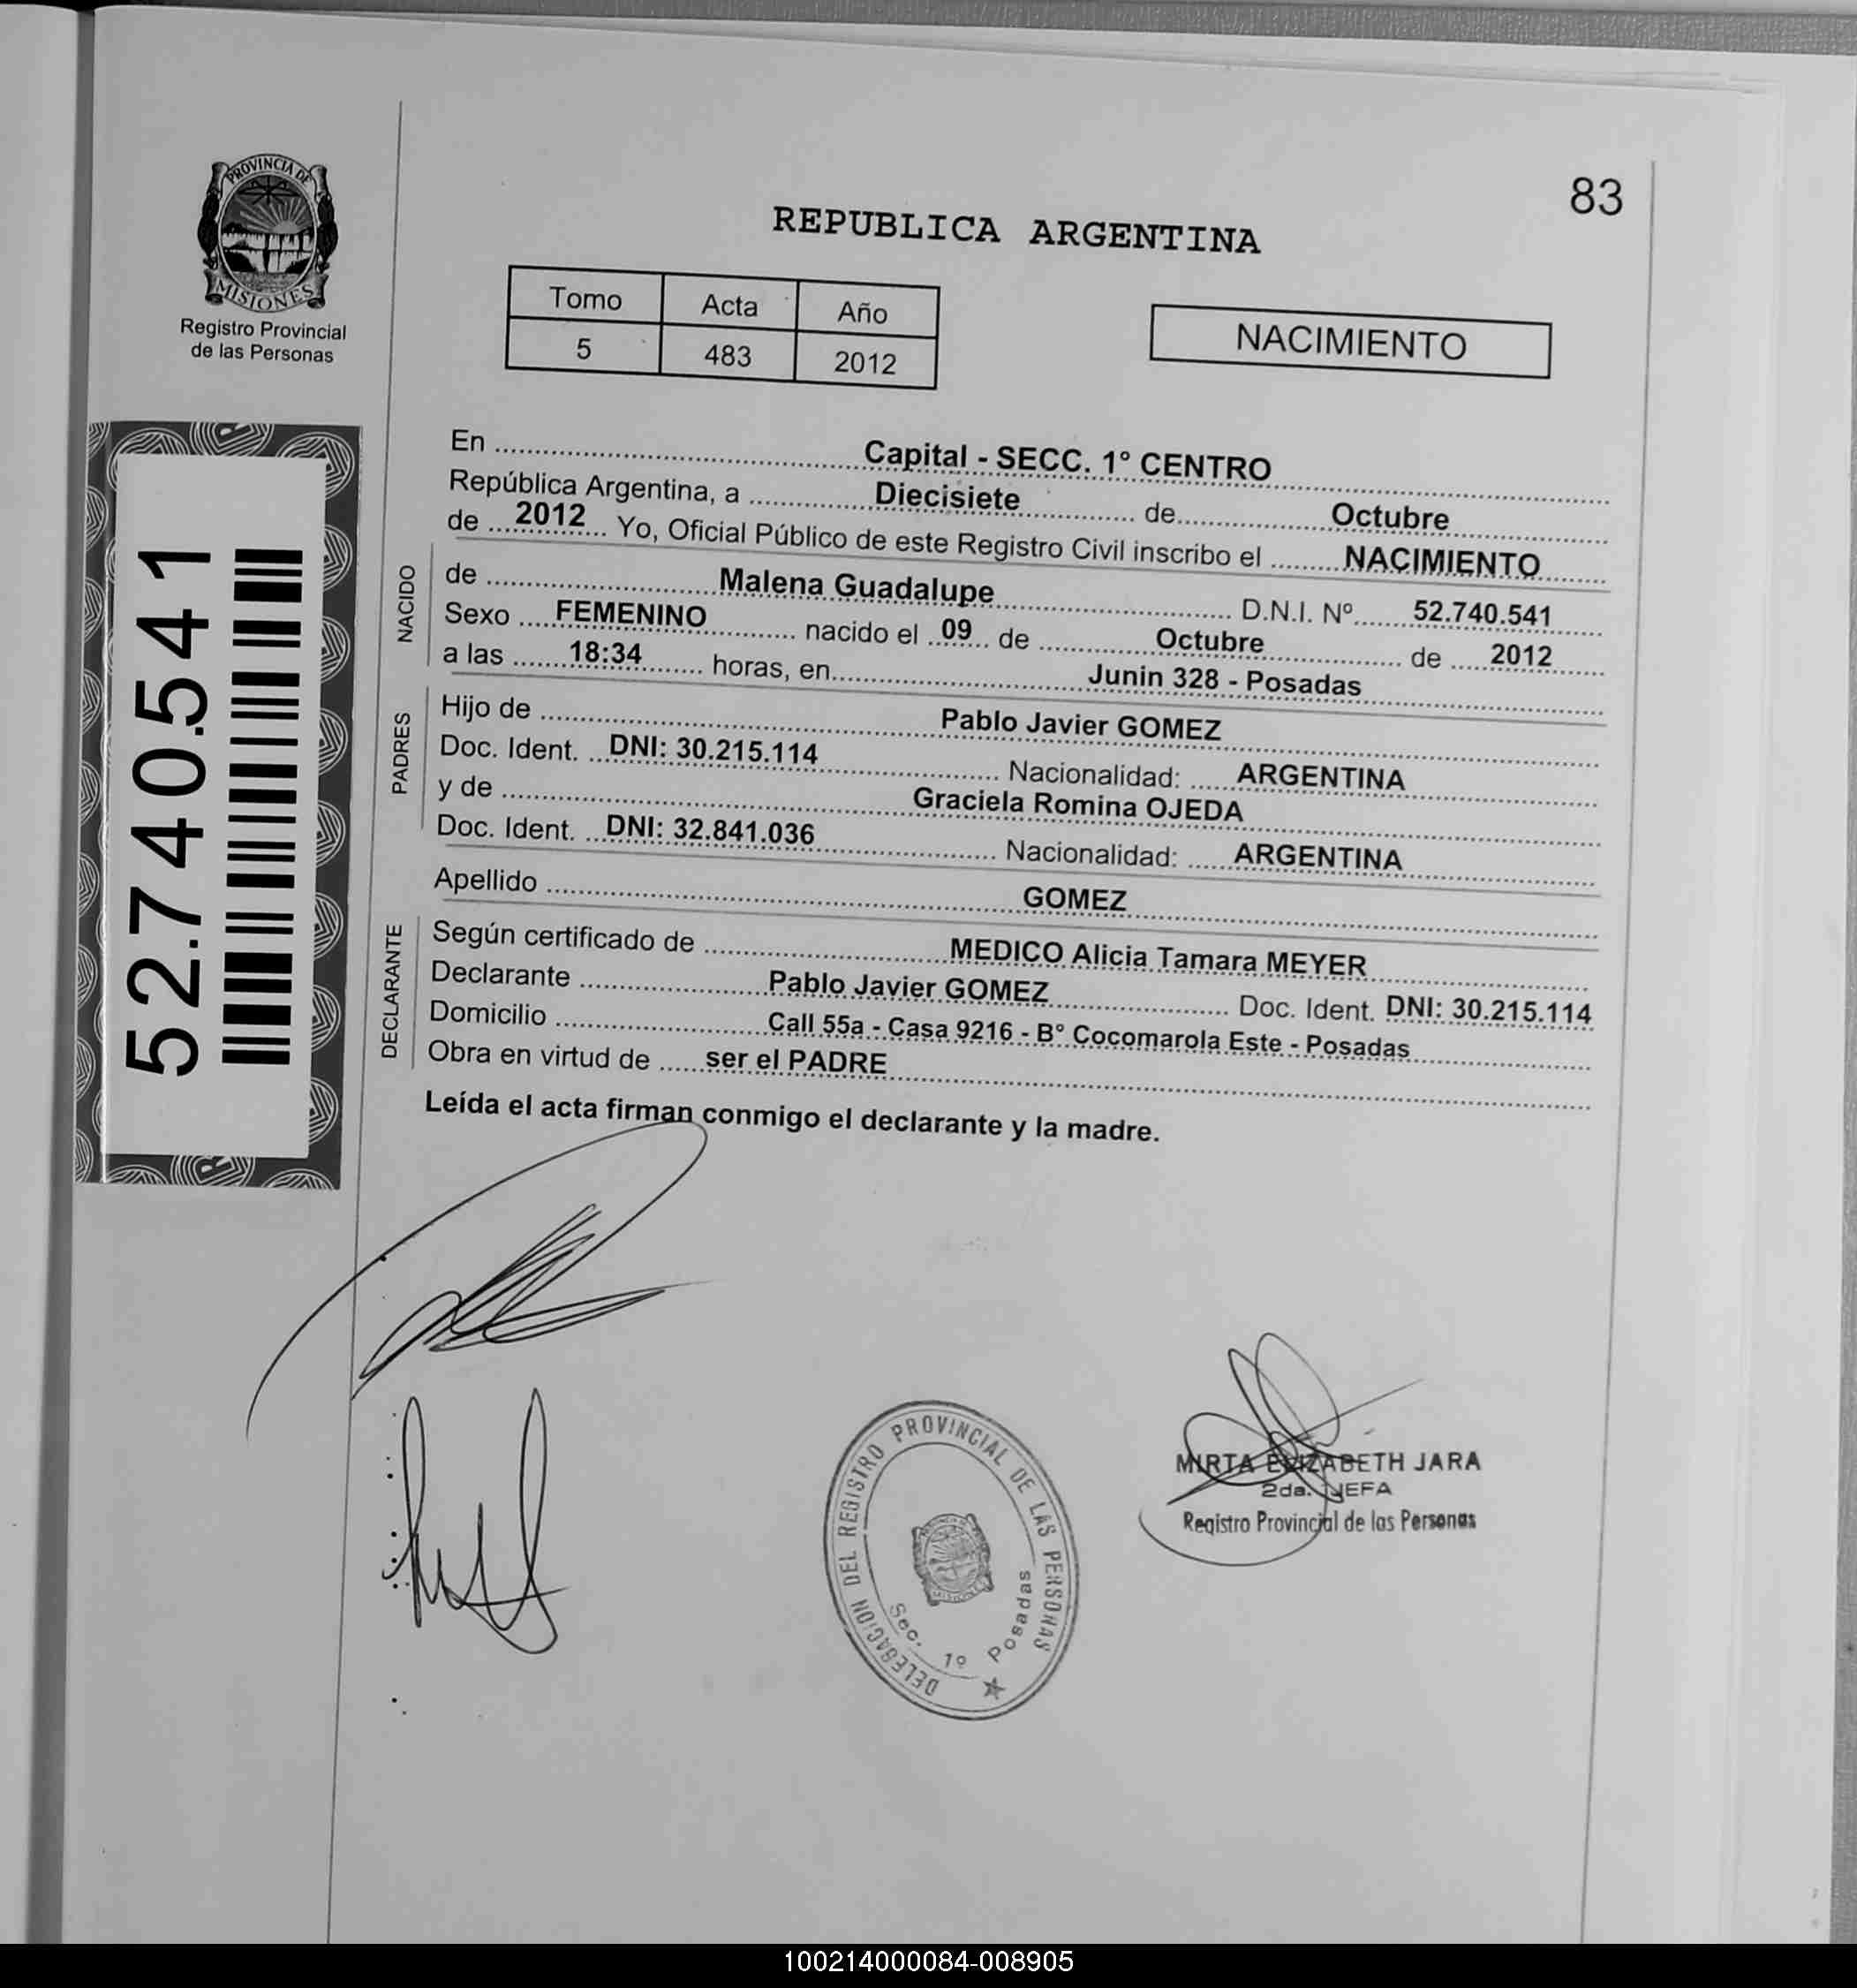 83
PROVINCIA DE
MISIONES
Registro Provincial
de las Personas
REPUBLICA ARGENTINA
Tomo Acta Año
5 483 2012
NACIMIENTO
52.740.541
En Capital - SECC. 1° CENTRO
República Argentina, a Diecisiete de Octubre
de 2012 Yo, Oficial Público de este Registro Civil inscribo el NACIMIENTO
NACIDO
de Malena Guadalupe D.N.I. Nº 52.740.541
Sexo FEMENINO nacido el 09 de Octubre de 2012
a las 18:34 horas, en Junin 328 - Posadas
PADRES
Hijo de Pablo Javier GOMEZ
Doc. Ident. DNI: 30.215.114 Nacionalidad: ARGENTINA
y de Graciela Romina OJEDA
Doc. Ident. DNI: 32.841.036 Nacionalidad: ARGENTINA
Apellido GOMEZ
DECLARANTE
Según certificado de MEDICO Alicia Tamara MEYER
Declarante Pablo Javier GOMEZ Doc. Ident. DNI: 30.215.114
Domicilio Call 55a - Casa 9216 - B° Cocomarola Este - Posadas
Obra en virtud de ser el PADRE
Leída el acta firman conmigo el declarante y la madre.
DELEGACION DEL REGISTRO PROVINCIAL DE LAS PERSONAS
Sec. 1º Posadas
MISIONES
MIRTA ELIZABETH JARA
2da. JEFA
Registro Provincial de las Personas
100214000084-008905